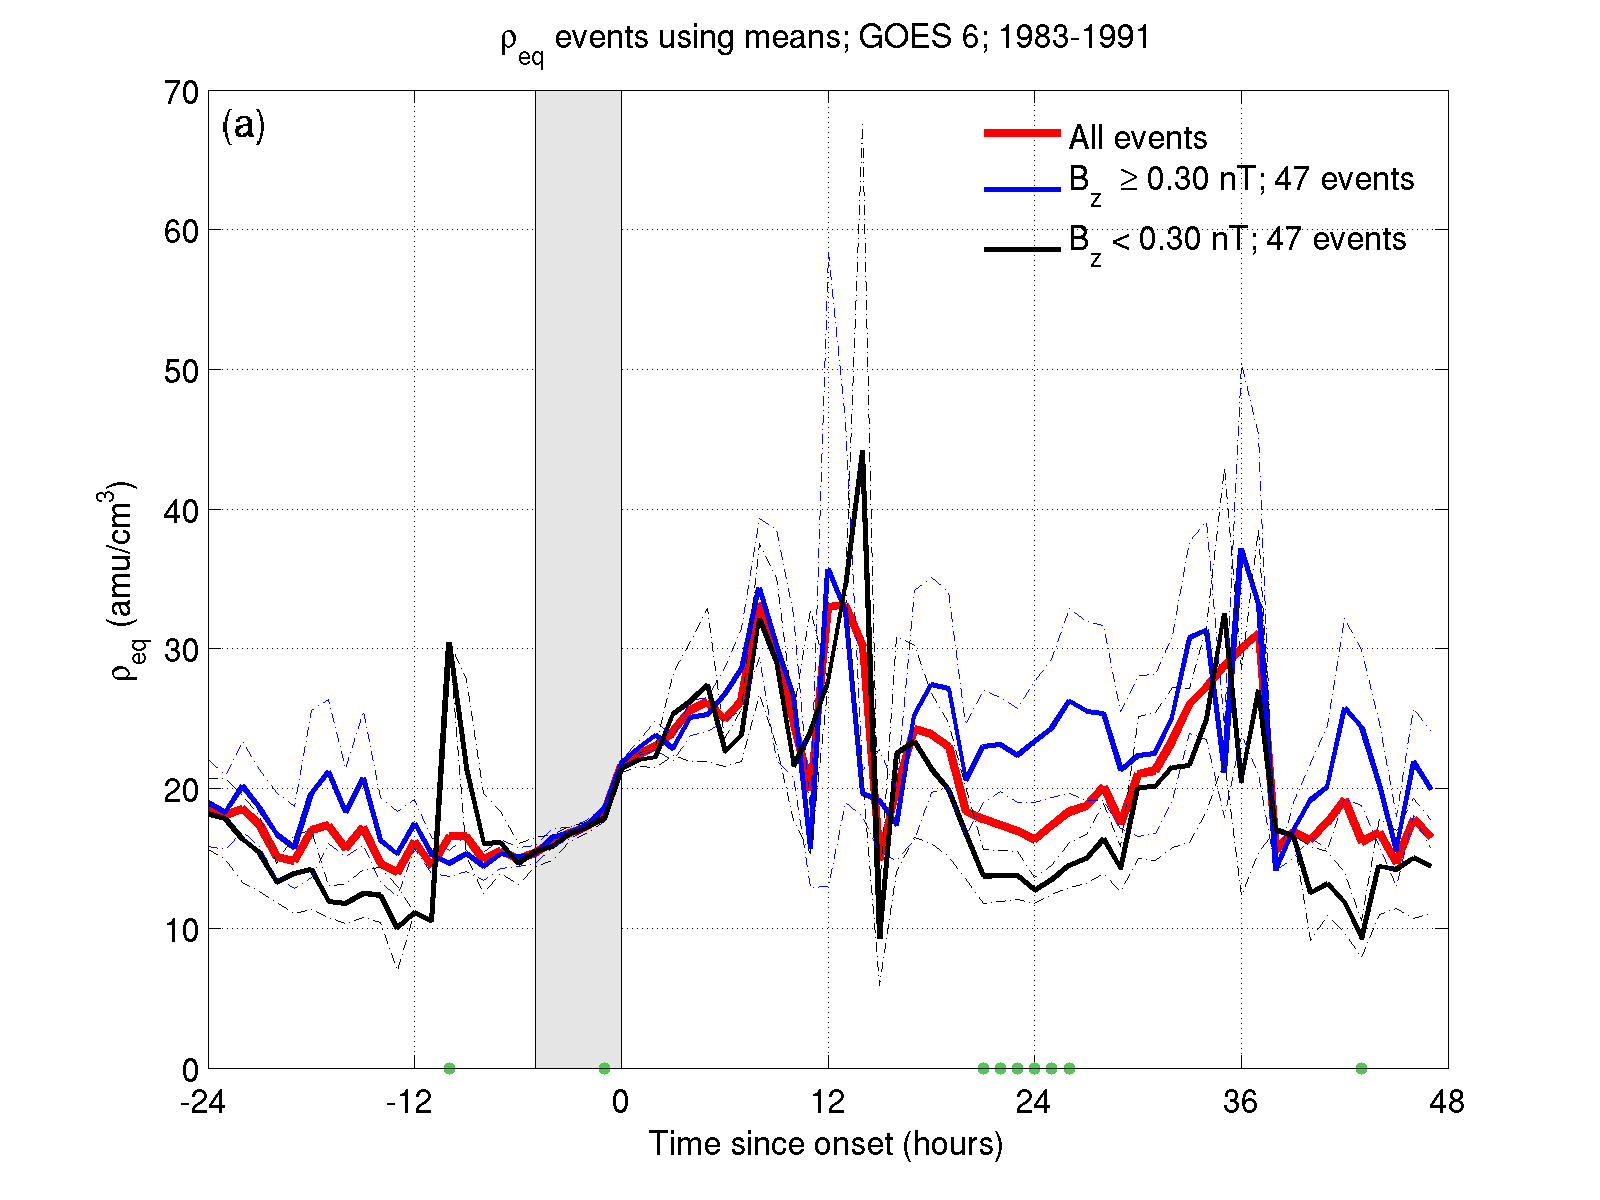 ρeq events using means; GOES 6; 1983-1991
(a)
All events
Bz ≥ 0.30 nT; 47 events
Bz < 0.30 nT; 47 events
ρeq (amu/cm³)
70
60
50
40
30
20
10
0
-24 -12 0 12 24 36 48
Time since onset (hours)